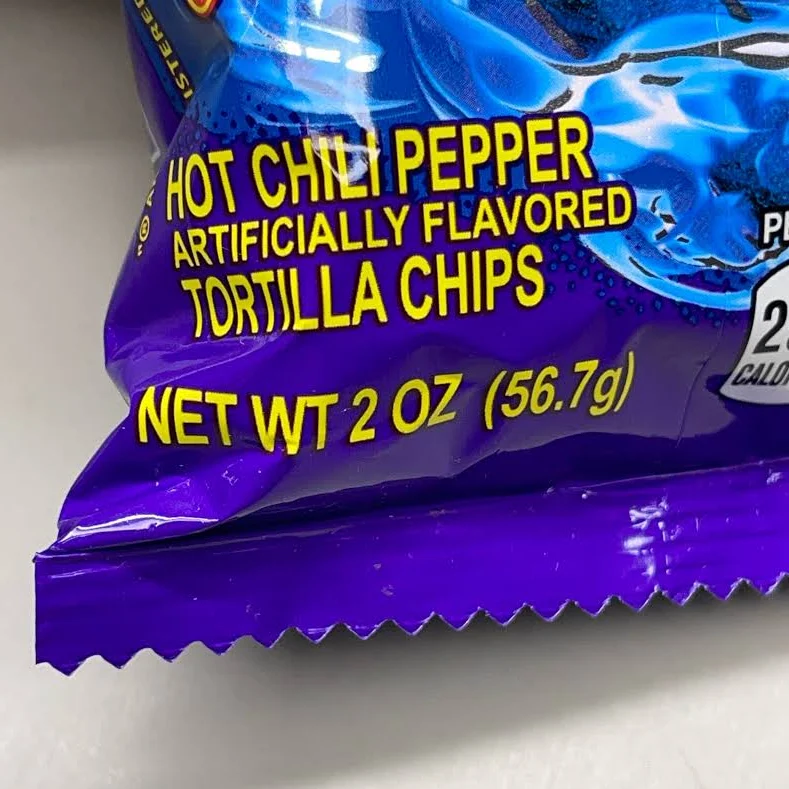 HOT CHILI PEPPER
ARTIFICIALLY FLAVORED
TORTILLA CHIPS
NET WT 2 OZ (56.7g)